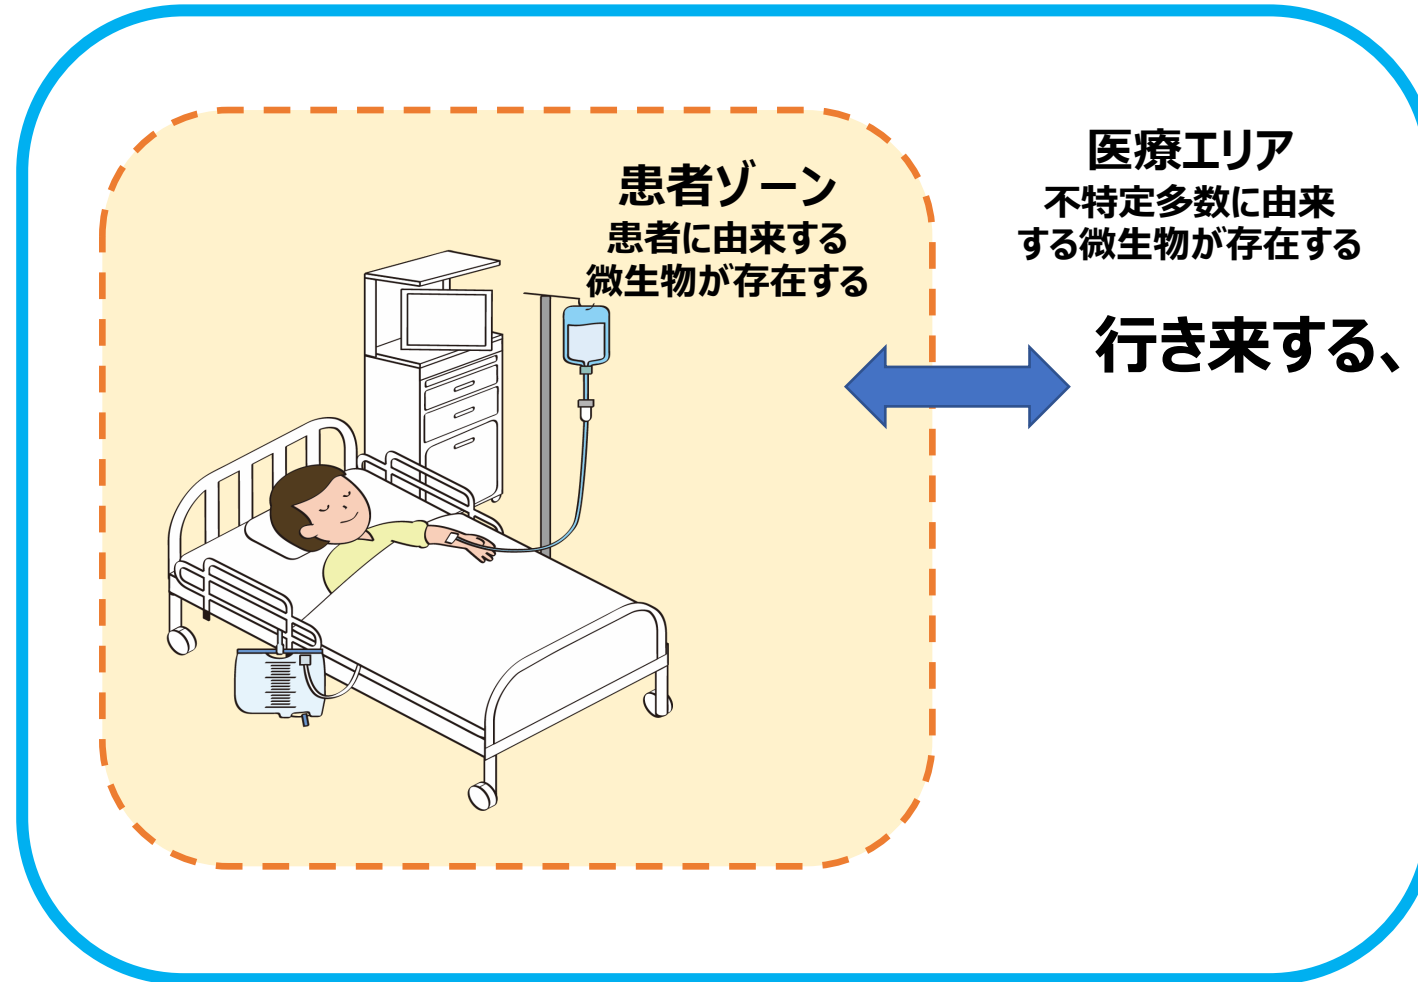 患者ゾーン
患者に由来する
微生物が存在する
医療エリア
不特定多数に由来
する微生物が存在する
行き来する、